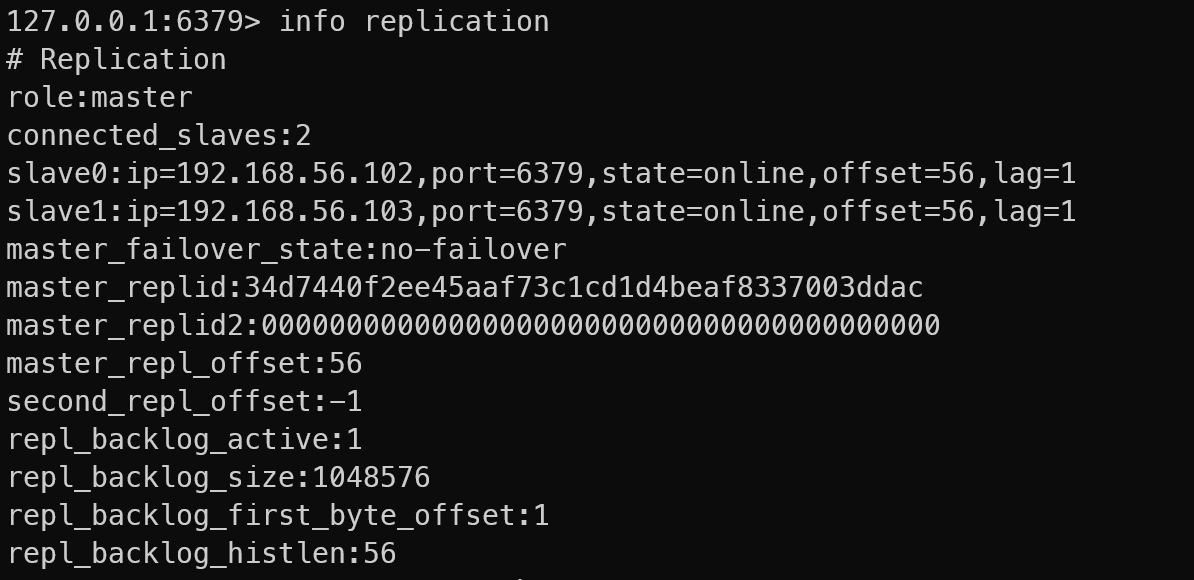 127.0.0.1:6379> info replication
# Replication
role:master
connected_slaves:2
slave0:ip=192.168.56.102,port=6379,state=online,offset=56,lag=1
slave1:ip=192.168.56.103,port=6379,state=online,offset=56,lag=1
master_failover_state:no-failover
master_replid:34d7440f2ee45aaf73c1cd1d4beaf8337003ddac
master_replid2:0000000000000000000000000000000000000000
master_repl_offset:56
second_repl_offset:-1
repl_backlog_active:1
repl_backlog_size:1048576
repl_backlog_first_byte_offset:1
repl_backlog_histlen:56